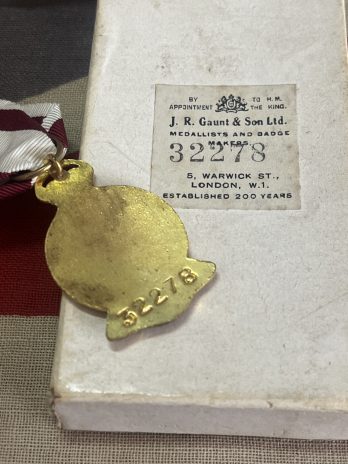 BY APPOINTMENT TO H.M. THE KING.
J. R. Gaunt & Son Ltd.
MEDALLISTS AND BADGE
MAKERS
32278
5, WARWICK ST.,
LONDON, W.1.
ESTABLISHED 200 YEARS
32278